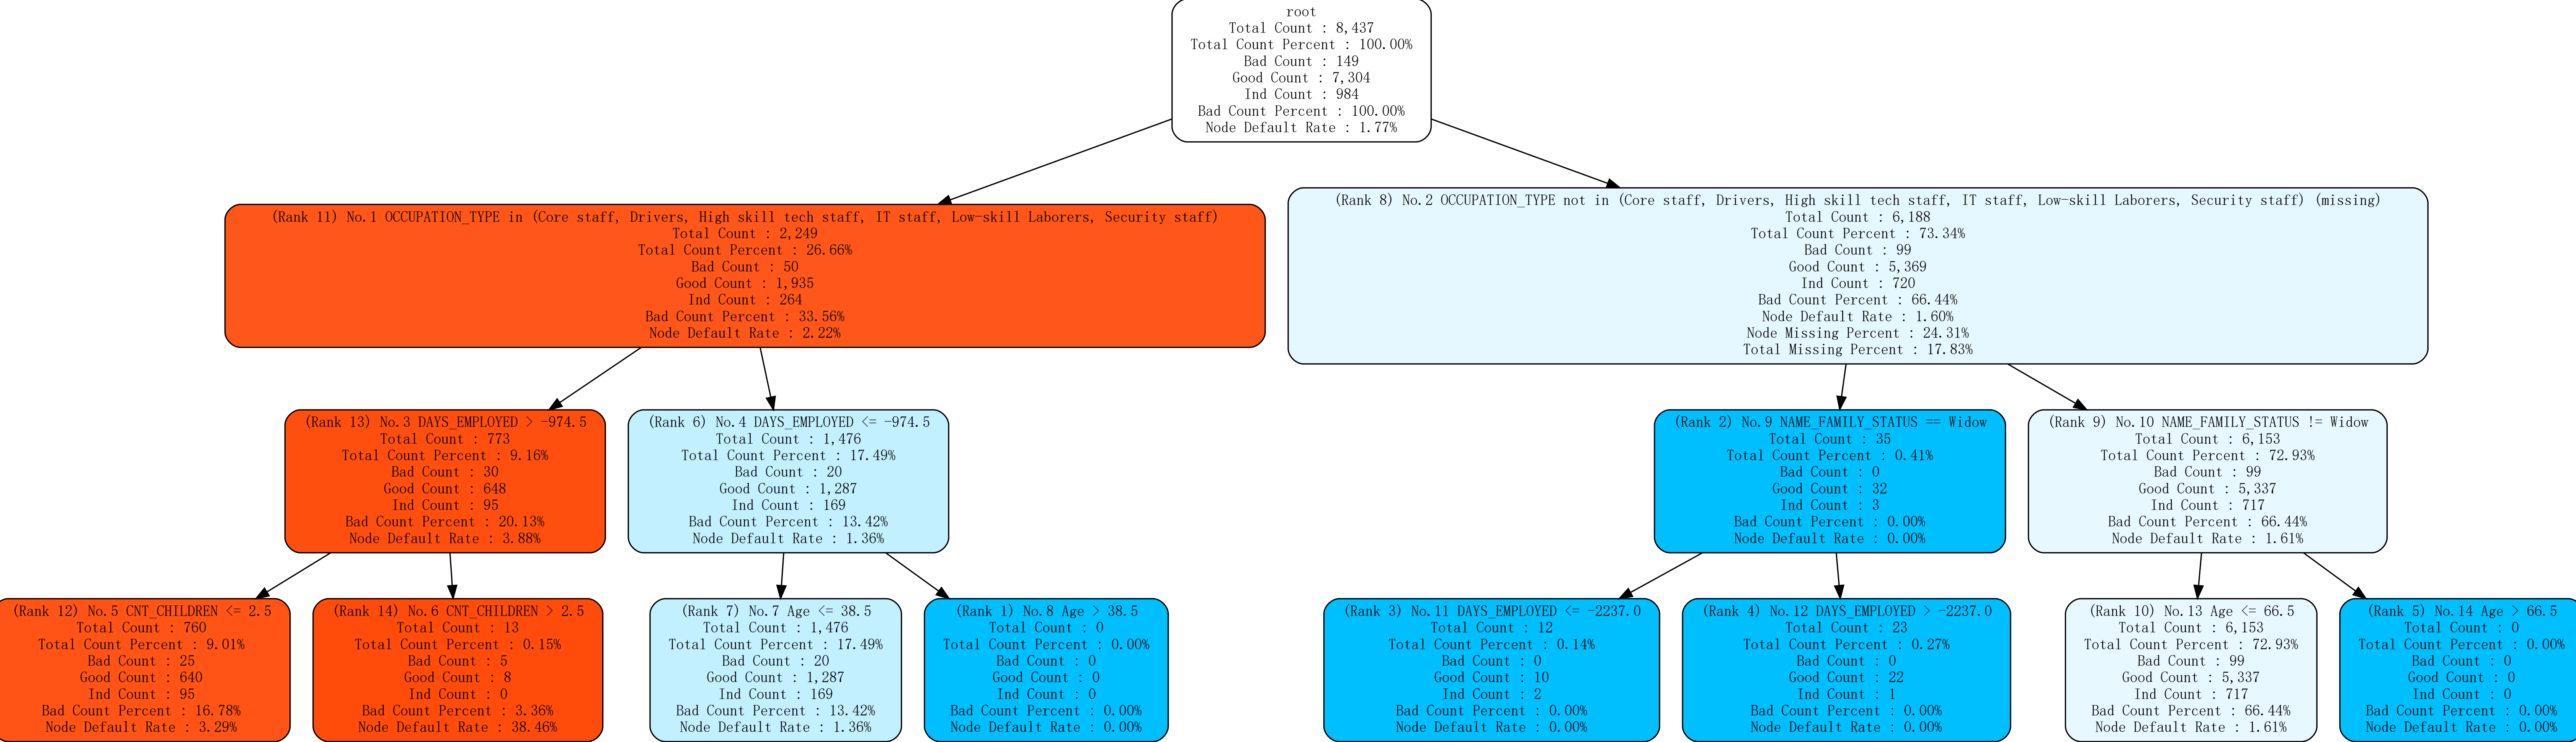 root
Total Count : 8,437
Total Count Percent : 100.00%
Bad Count : 149
Good Count : 7,304
Ind Count : 984
Bad Count Percent : 100.00%
Node Default Rate : 1.77%
(Rank 11) No.1 OCCUPATION_TYPE in (Core staff, Drivers, High skill tech staff, IT staff, Low-skill Laborers, Security staff)
Total Count : 2,249
Total Count Percent : 26.66%
Bad Count : 50
Good Count : 1,935
Ind Count : 264
Bad Count Percent : 33.56%
Node Default Rate : 2.22%
(Rank 8) No.2 OCCUPATION_TYPE not in (Core staff, Drivers, High skill tech staff, IT staff, Low-skill Laborers, Security staff) (missing)
Total Count : 6,188
Total Count Percent : 73.34%
Bad Count : 99
Good Count : 5,369
Ind Count : 720
Bad Count Percent : 66.44%
Node Default Rate : 1.60%
Node Missing Percent : 24.31%
Total Missing Percent : 17.83%
(Rank 13) No.3 DAYS_EMPLOYED > -974.5
Total Count : 773
Total Count Percent : 9.16%
Bad Count : 30
Good Count : 648
Ind Count : 95
Bad Count Percent : 20.13%
Node Default Rate : 3.88%
(Rank 6) No.4 DAYS_EMPLOYED <= -974.5
Total Count : 1,476
Total Count Percent : 17.49%
Bad Count : 20
Good Count : 1,287
Ind Count : 169
Bad Count Percent : 13.42%
Node Default Rate : 1.36%
(Rank 2) No.9 NAME_FAMILY_STATUS == Widow
Total Count : 35
Total Count Percent : 0.41%
Bad Count : 0
Good Count : 32
Ind Count : 3
Bad Count Percent : 0.00%
Node Default Rate : 0.00%
(Rank 9) No.10 NAME_FAMILY_STATUS != Widow
Total Count : 6,153
Total Count Percent : 72.93%
Bad Count : 99
Good Count : 5,337
Ind Count : 717
Bad Count Percent : 66.44%
Node Default Rate : 1.61%
(Rank 12) No.5 CNT_CHILDREN <= 2.5
Total Count : 760
Total Count Percent : 9.01%
Bad Count : 25
Good Count : 640
Ind Count : 95
Bad Count Percent : 16.78%
Node Default Rate : 3.29%
(Rank 14) No.6 CNT_CHILDREN > 2.5
Total Count : 13
Total Count Percent : 0.15%
Bad Count : 5
Good Count : 8
Ind Count : 0
Bad Count Percent : 3.36%
Node Default Rate : 38.46%
(Rank 7) No.7 Age <= 38.5
Total Count : 1,476
Total Count Percent : 17.49%
Bad Count : 20
Good Count : 1,287
Ind Count : 169
Bad Count Percent : 13.42%
Node Default Rate : 1.36%
(Rank 1) No.8 Age > 38.5
Total Count : 0
Total Count Percent : 0.00%
Bad Count : 0
Good Count : 0
Ind Count : 0
Bad Count Percent : 0.00%
Node Default Rate : 0.00%
(Rank 3) No.11 DAYS_EMPLOYED <= -2237.0
Total Count : 12
Total Count Percent : 0.14%
Bad Count : 0
Good Count : 10
Ind Count : 2
Bad Count Percent : 0.00%
Node Default Rate : 0.00%
(Rank 4) No.12 DAYS_EMPLOYED > -2237.0
Total Count : 23
Total Count Percent : 0.27%
Bad Count : 0
Good Count : 22
Ind Count : 1
Bad Count Percent : 0.00%
Node Default Rate : 0.00%
(Rank 10) No.13 Age <= 66.5
Total Count : 6,153
Total Count Percent : 72.93%
Bad Count : 99
Good Count : 5,337
Ind Count : 717
Bad Count Percent : 66.44%
Node Default Rate : 1.61%
(Rank 5) No.14 Age > 66.5
Total Count : 0
Total Count Percent : 0.00%
Bad Count : 0
Good Count : 0
Ind Count : 0
Bad Count Percent : 0.00%
Node Default Rate : 0.00%